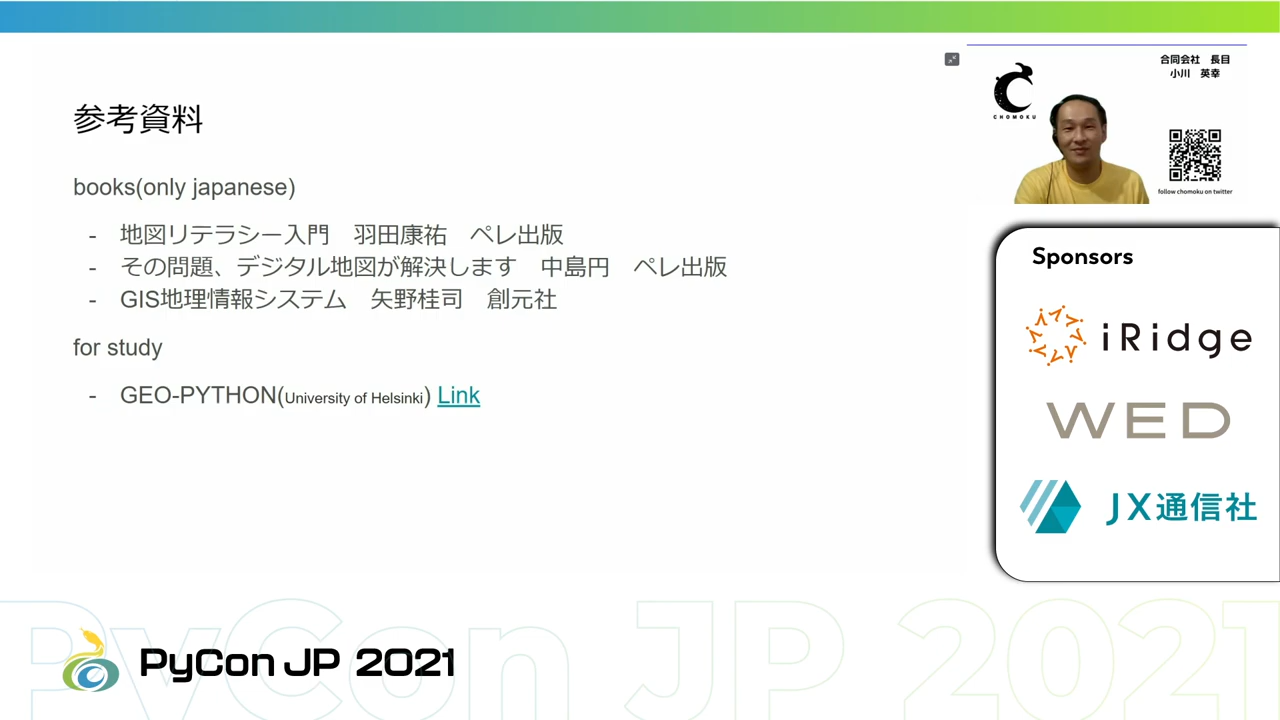 参考資料
books(only japanese)
- 地図リテラシー入門　羽田康祐　ペレ出版
- その問題、デジタル地図が解決します　中島円　ペレ出版
- GIS地理情報システム　矢野桂司　創元社
for study
- GEO-PYTHON(University of Helsinki) Link
CHOMOKU
合同会社　長目
小川　英幸
follow chomoku on twitter
Sponsors
iRidge
WED
JX通信社
PyCon JP 2021
PyCon JP 2021